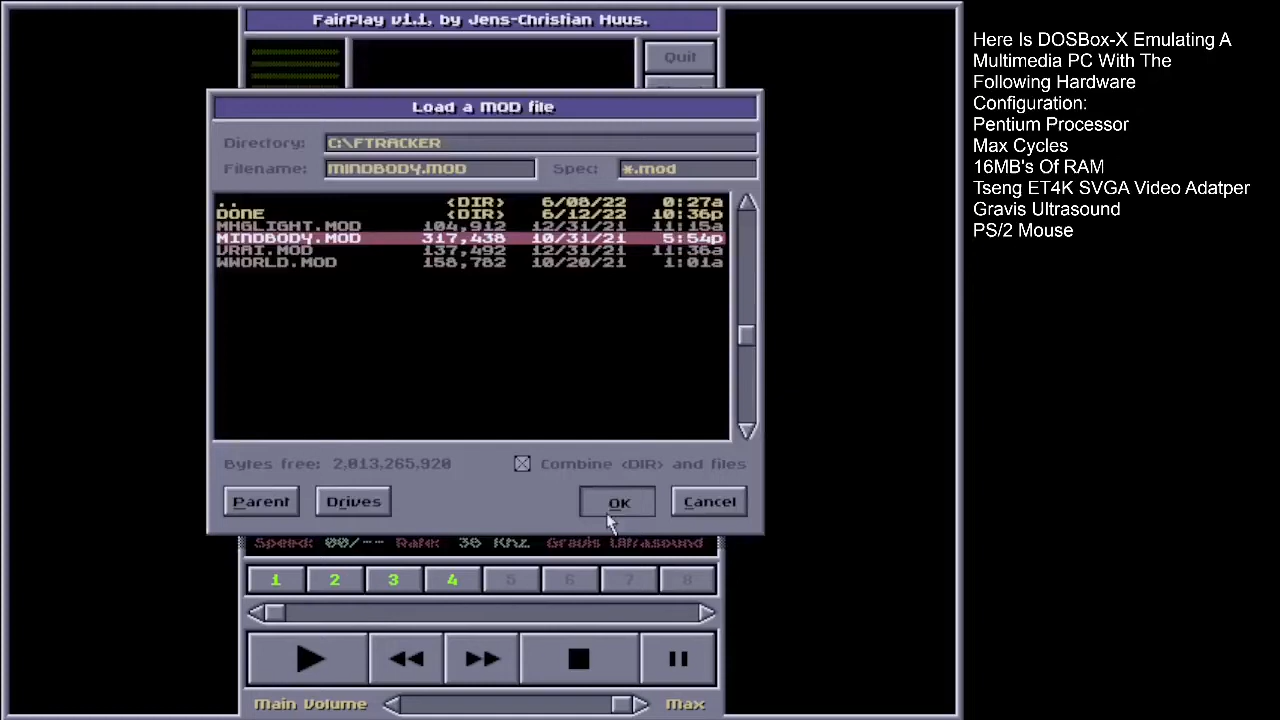 FairPlay v1.1, by Jens-Christian Huus.
Quit
Load a MOD file
Directory: C:\FTRACKER
Filename: MINDBODY.MOD Spec: *.mod
.. <DIR> 6/08/22 0:27a
DONE <DIR> 6/12/22 10:36p
MHGLIGHT.MOD 104,912 12/31/21 11:15a
MINDBODY.MOD 317,438 10/31/21 5:54p
VRAI.MOD 137,492 12/31/21 11:36a
WWORLD.MOD 158,782 10/20/21 1:01a
Bytes free: 2,013,265,920 Combine <DIR> and files
Parent Drives OK Cancel
Speed: 00/-- Rate: 36 Khz, Gravis Ultrasound
1 2 3 4 5 6 7 8
Main Volume Max
Here Is DOSBox-X Emulating A
Multimedia PC With The
Following Hardware
Configuration:
Pentium Processor
Max Cycles
16MB's Of RAM
Tseng ET4K SVGA Video Adatper
Gravis Ultrasound
PS/2 Mouse